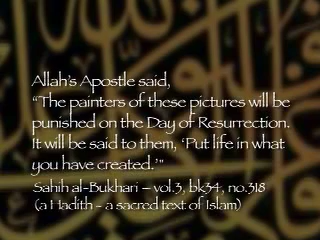 Allah's Apostle said,
"The painters of these pictures will be
punished on the Day of Resurrection.
It will be said to them, 'Put life in what
you have created.'"
Sahih al-Bukhari – vol.3, bk34, no.318
(a Hadith - a sacred text of Islam)